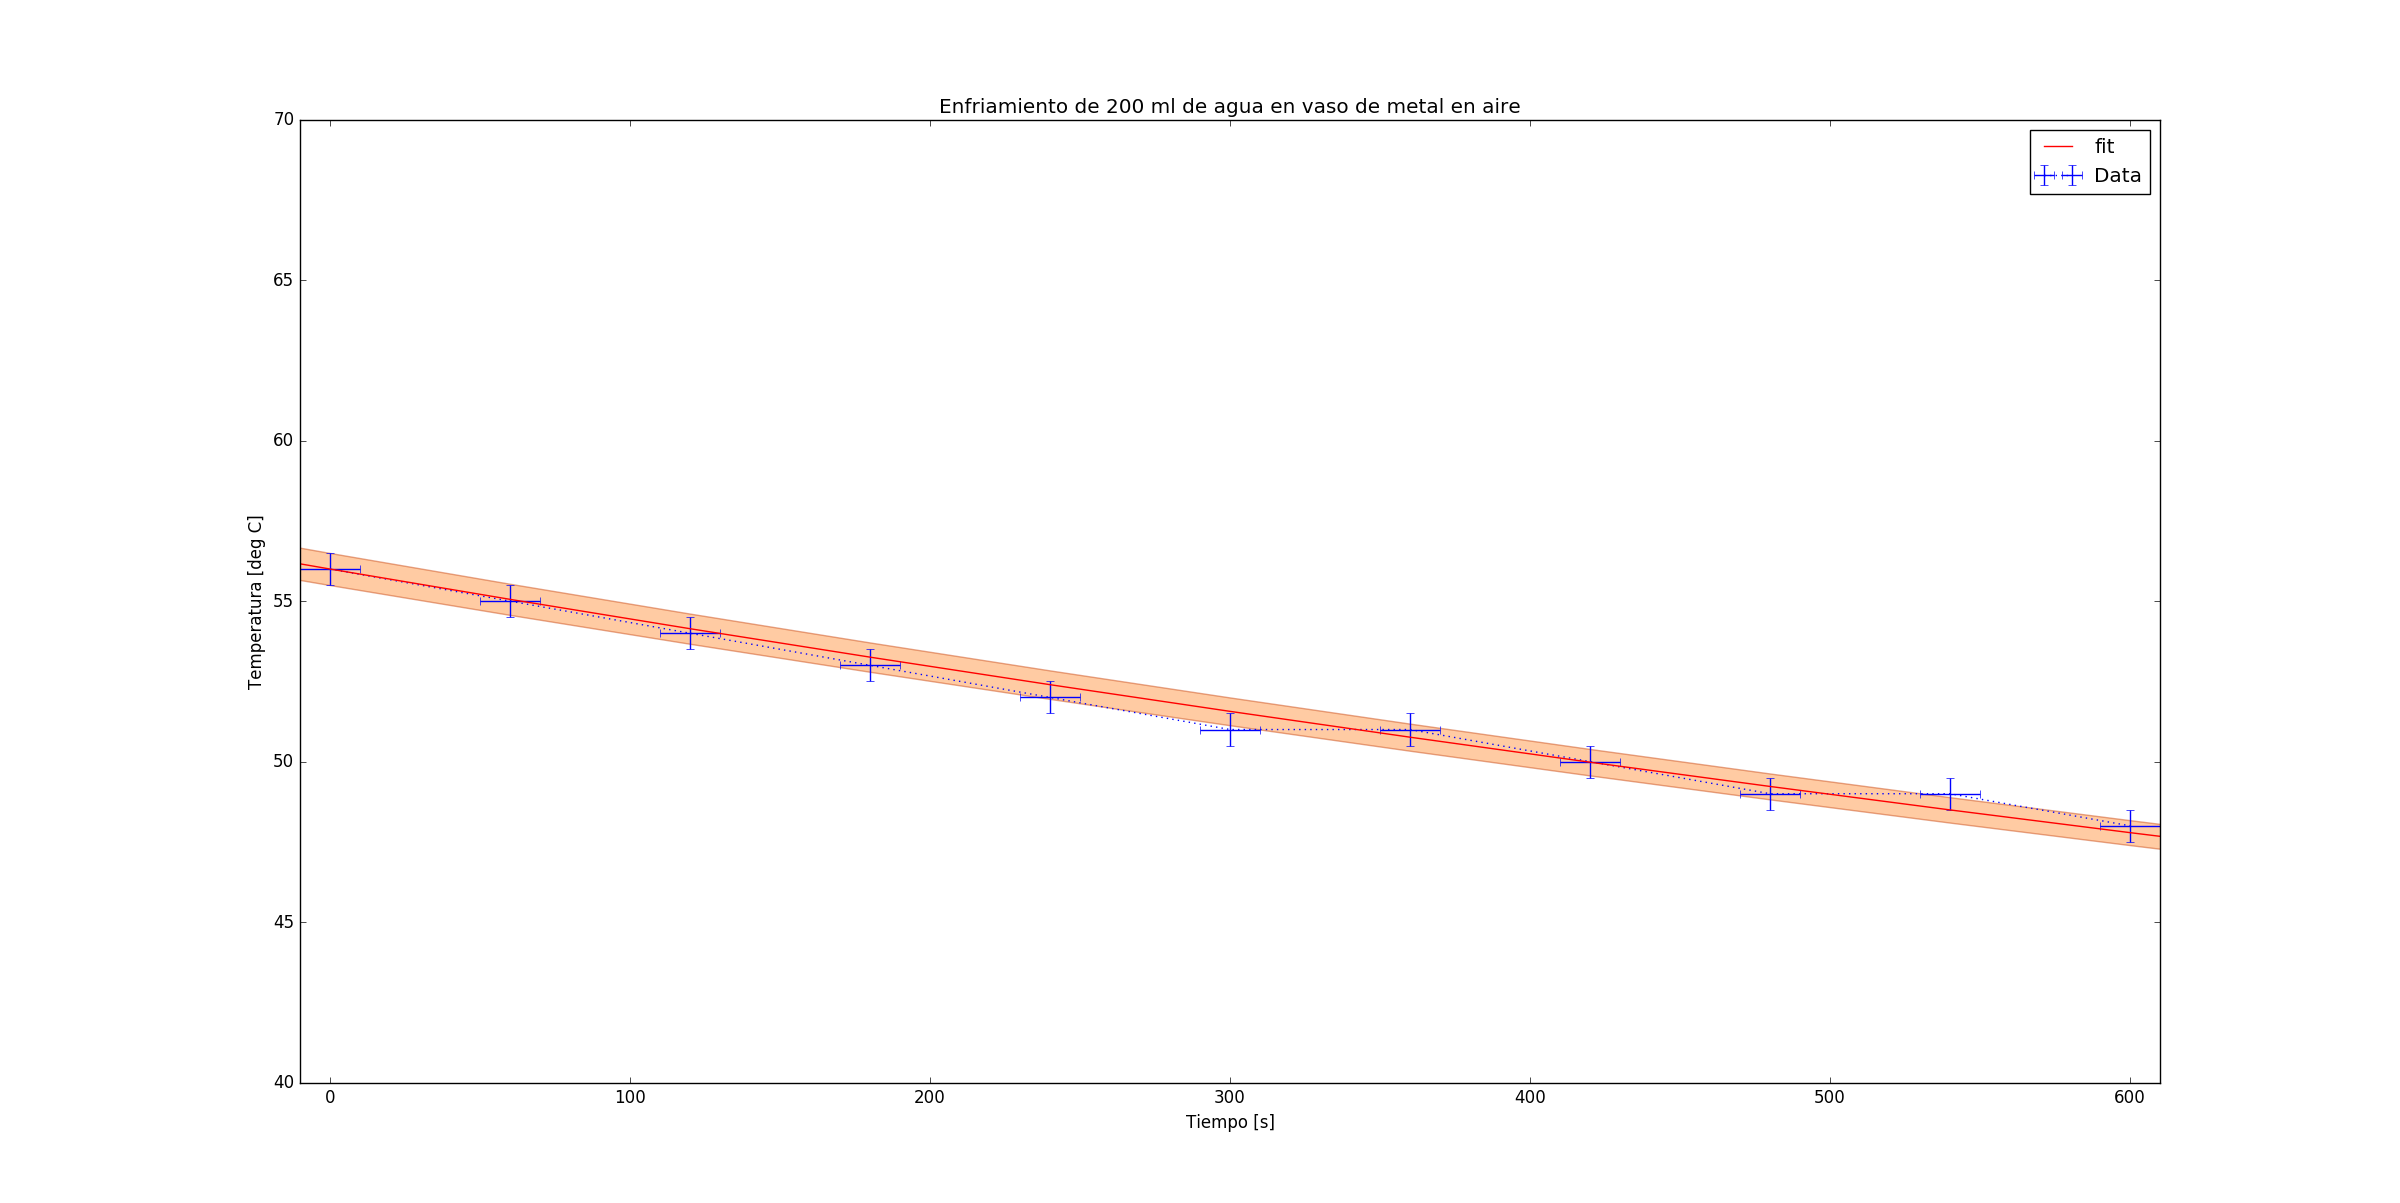 Enfriamiento de 200 ml de agua en vaso de metal en aire
fit
Data
70
65
60
55
50
45
40
Temperatura [deg C]
0 100 200 300 400 500 600
Tiempo [s]